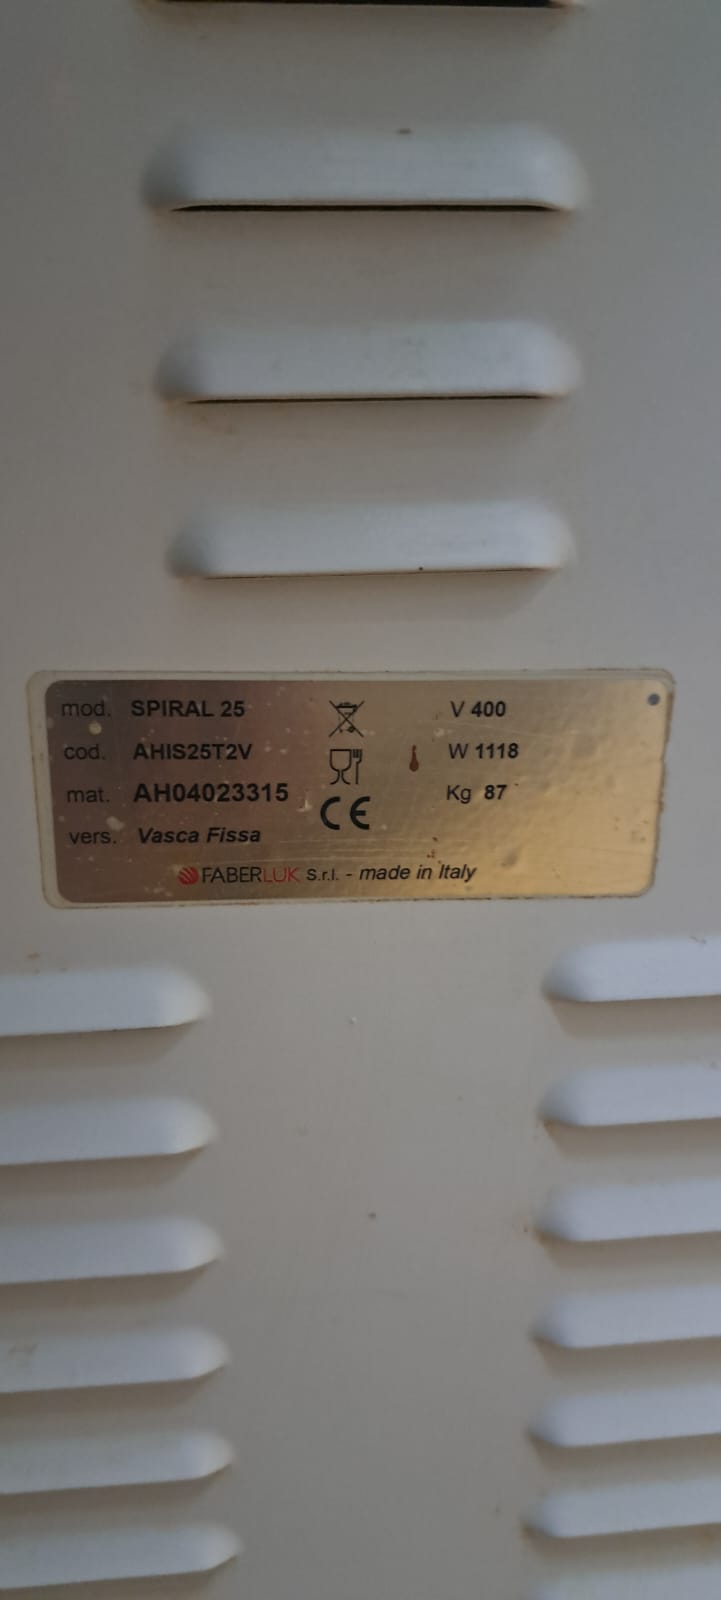 mod. SPIRAL 25 V 400
cod. AHIS25T2V W 1118
mat. AH04023315 Kg 87
vers. Vasca Fissa CE
FABERLUK S.r.l. - made in Italy